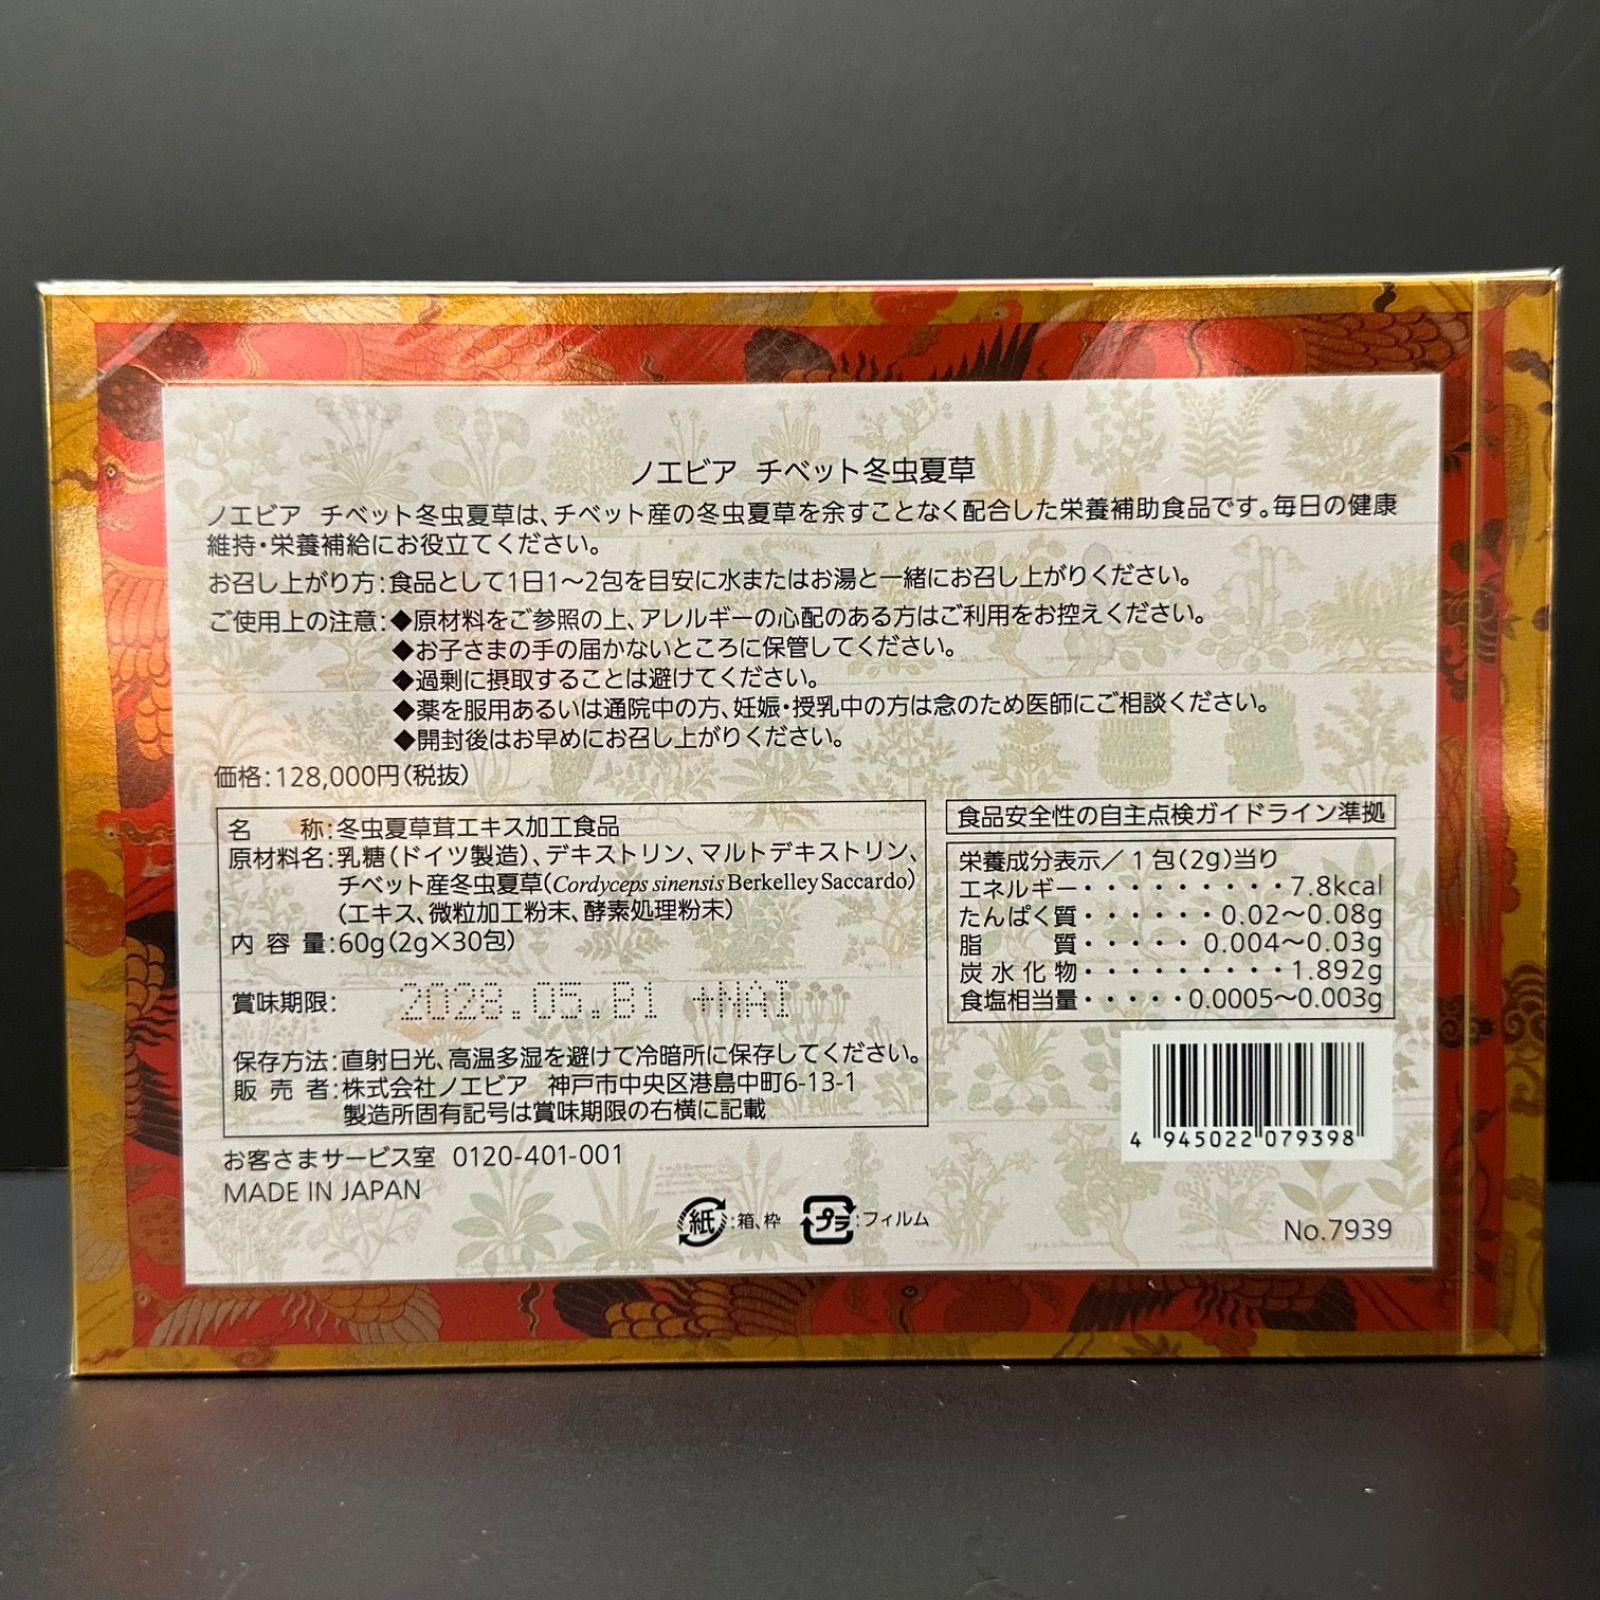 ノエビア チベット冬虫夏草
ノエビア チベット冬虫夏草は、チベット産の冬虫夏草を余すことなく配合した栄養補助食品です。毎日の健康
維持・栄養補給にお役立てください。
お召し上がり方:食品として1日1〜2包を目安に水またはお湯と一緒にお召し上がりください。
ご使用上の注意:◆原材料をご参照の上、アレルギーの心配のある方はご利用をお控えください。
◆お子さまの手の届かないところに保管してください。
◆過剰に摂取することは避けてください。
◆薬を服用あるいは通院中の方、妊娠・授乳中の方は念のため医師にご相談ください。
◆開封後はお早めにお召し上がりください。
価格:128,000円(税抜)
名 称:冬虫夏草茸エキス加工食品
原材料名:乳糖(ドイツ製造)、デキストリン、マルトデキストリン、
チベット産冬虫夏草(Cordyceps sinensis Berkelley Saccardo)
(エキス、微粒加工粉末、酵素処理粉末)
内 容 量:60g(2g×30包)
賞味期限: 2028.05.B1 +NAI
保存方法:直射日光、高温多湿を避けて冷暗所に保存してください。
販 売 者:株式会社ノエビア 神戸市中央区港島中町6-13-1
製造所固有記号は賞味期限の右横に記載
食品安全性の自主点検ガイドライン準拠
栄養成分表示/1包(2g)当り
エネルギー・・・・・・・・・・7.8kcal
たんぱく質・・・・・・0.02〜0.08g
脂 質・・・・・0.004〜0.03g
炭水化物・・・・・・・・・・1.892g
食塩相当量・・・・・0.0005〜0.003g
4 945022 079398
お客さまサービス室 0120-401-001
MADE IN JAPAN
紙:箱、枠 プラ:フィルム
No.7939